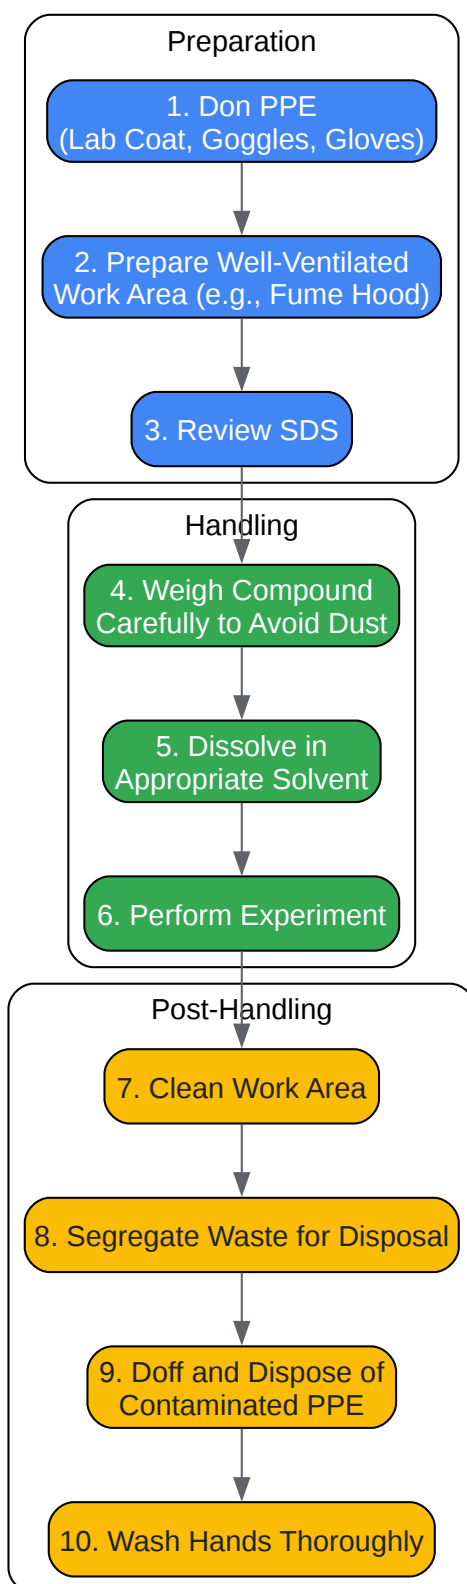 Preparation
1. Don PPE
(Lab Coat, Goggles, Gloves)
2. Prepare Well-Ventilated
Work Area (e.g., Fume Hood)
3. Review SDS
Handling
4. Weigh Compound
Carefully to Avoid Dust
5. Dissolve in
Appropriate Solvent
6. Perform Experiment
Post-Handling
7. Clean Work Area
8. Segregate Waste for Disposal
9. Doff and Dispose of
Contaminated PPE
10. Wash Hands Thoroughly